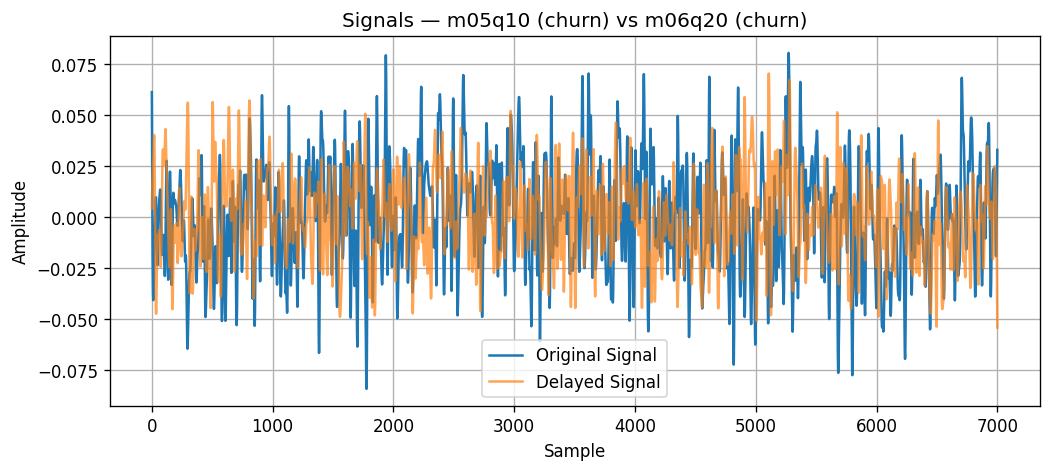 Signals — m05q10 (churn) vs m06q20 (churn)
Amplitude
0.075
0.050
0.025
0.000
−0.025
−0.050
−0.075
Original Signal
Delayed Signal
0 1000 2000 3000 4000 5000 6000 7000
Sample